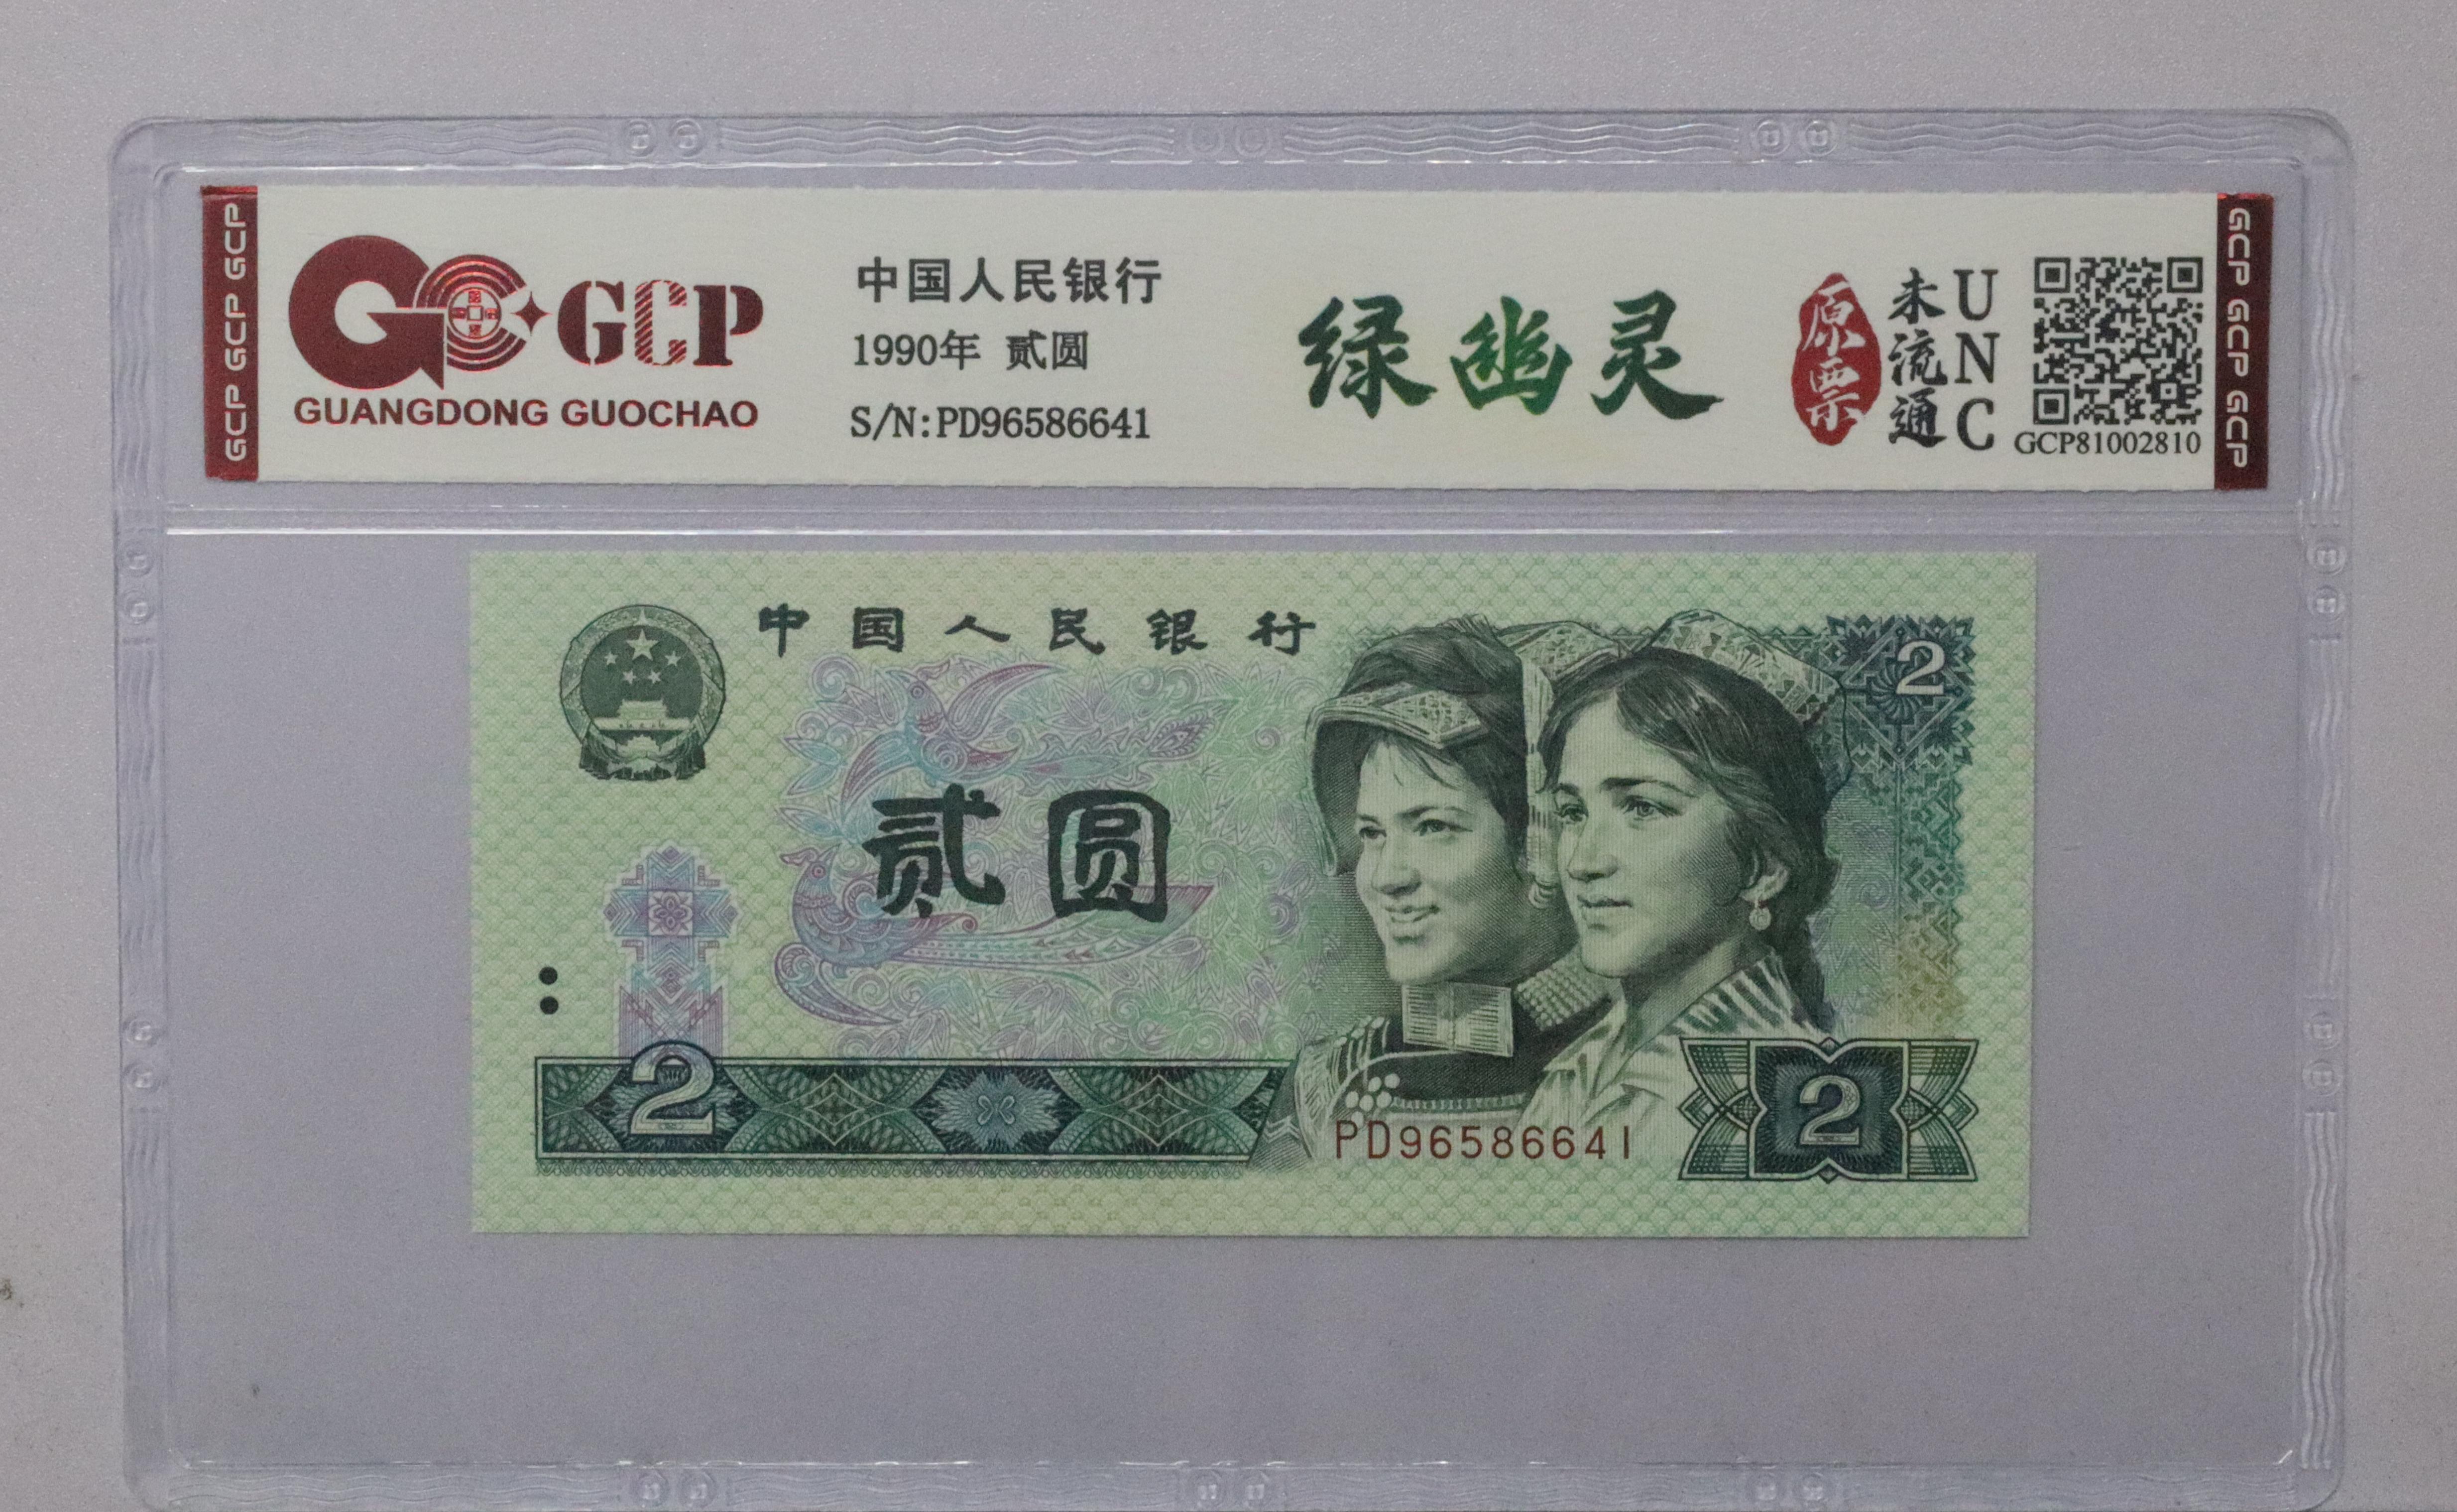 GCP GCP GCP
GCP
GUANGDONG GUOCHAO
中国人民银行
1990年 贰圆
S/N:PD96586641
绿幽灵
原票
未流通
UNC
GCP81002810
GCP GCP GCP
中国人民银行
2
贰圆
2
PD96586641
2